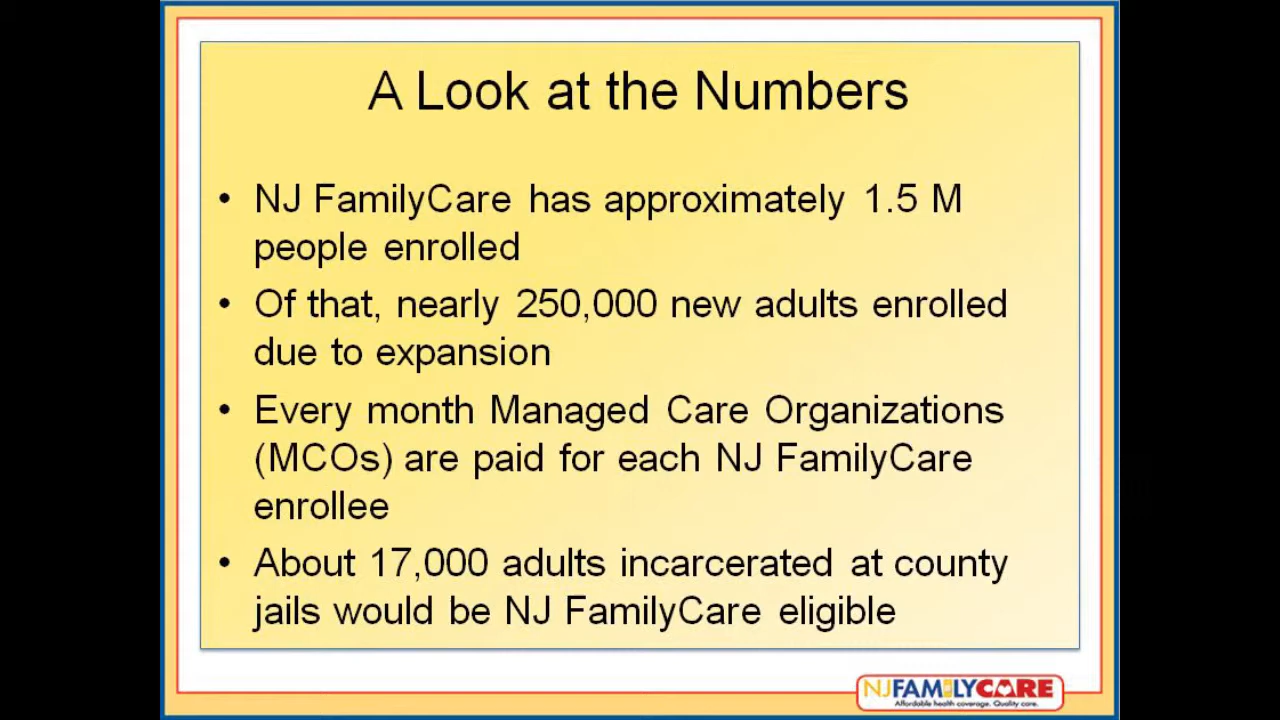 A Look at the Numbers
• NJ FamilyCare has approximately 1.5 M
people enrolled
• Of that, nearly 250,000 new adults enrolled
due to expansion
• Every month Managed Care Organizations
(MCOs) are paid for each NJ FamilyCare
enrollee
• About 17,000 adults incarcerated at county
jails would be NJ FamilyCare eligible
NJFAMILYCARE
Affordable health coverage. Quality care.